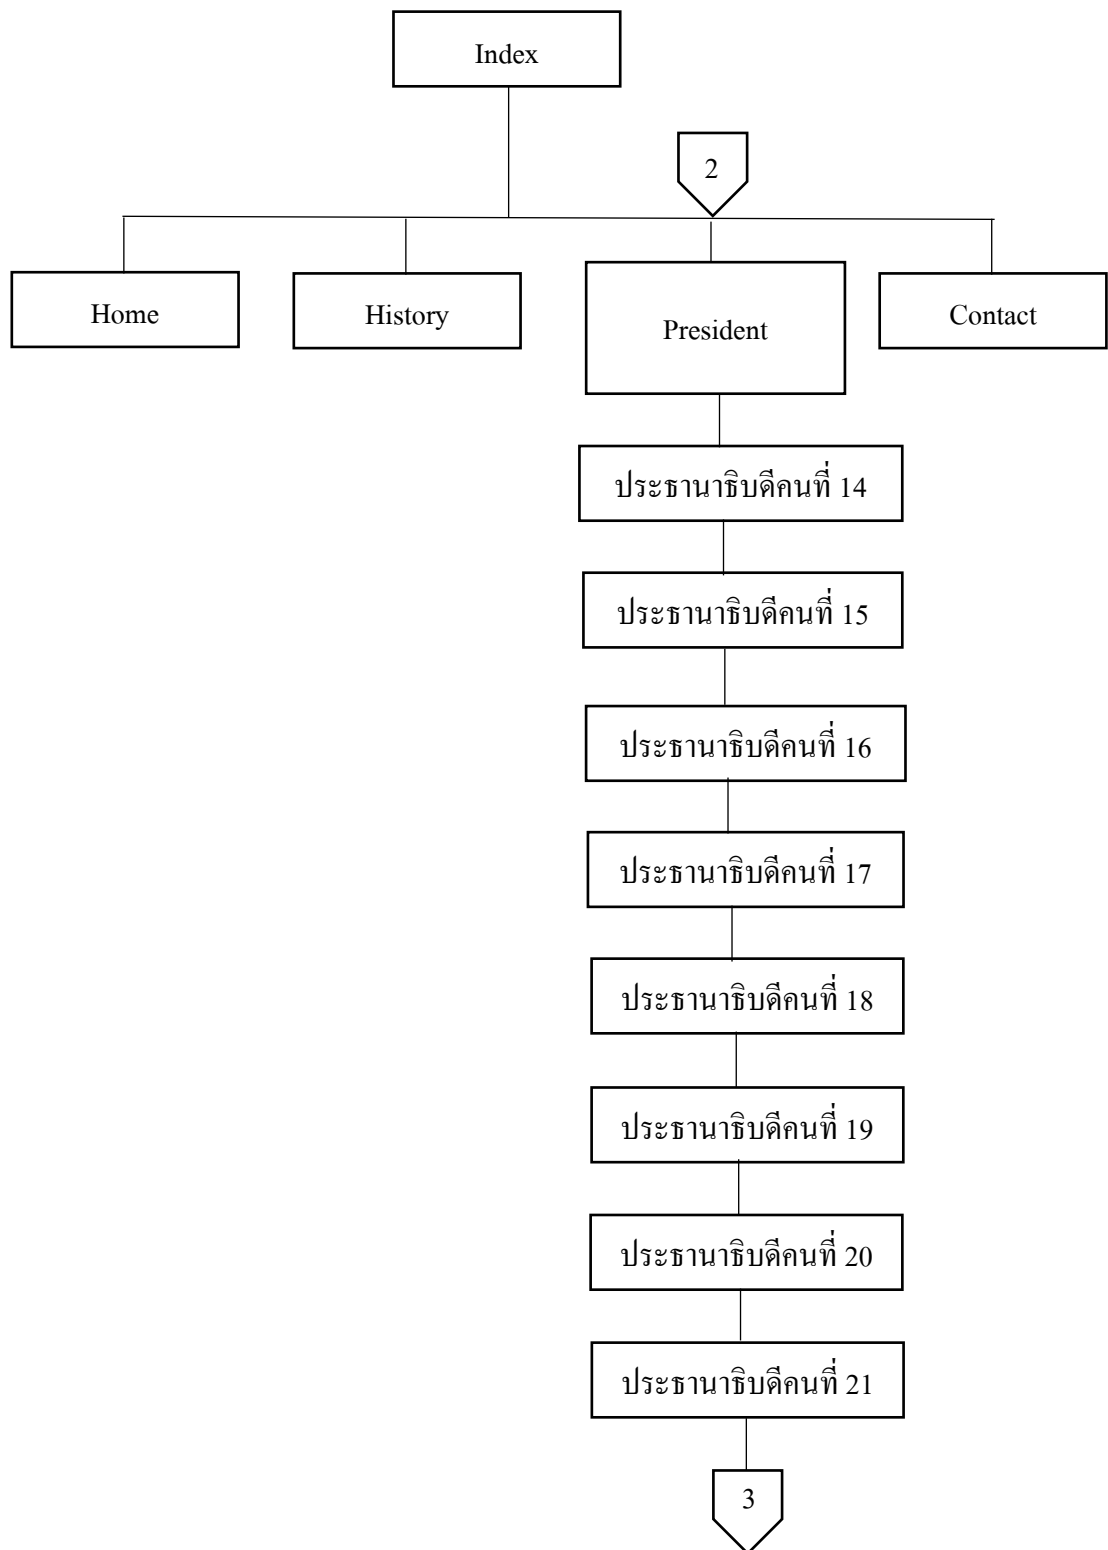 Index
2
Home
History
President
Contact
ประธานาธิบดีคนที่ 14
ประธานาธิบดีคนที่ 15
ประธานาธิบดีคนที่ 16
ประธานาธิบดีคนที่ 17
ประธานาธิบดีคนที่ 18
ประธานาธิบดีคนที่ 19
ประธานาธิบดีคนที่ 20
ประธานาธิบดีคนที่ 21
3